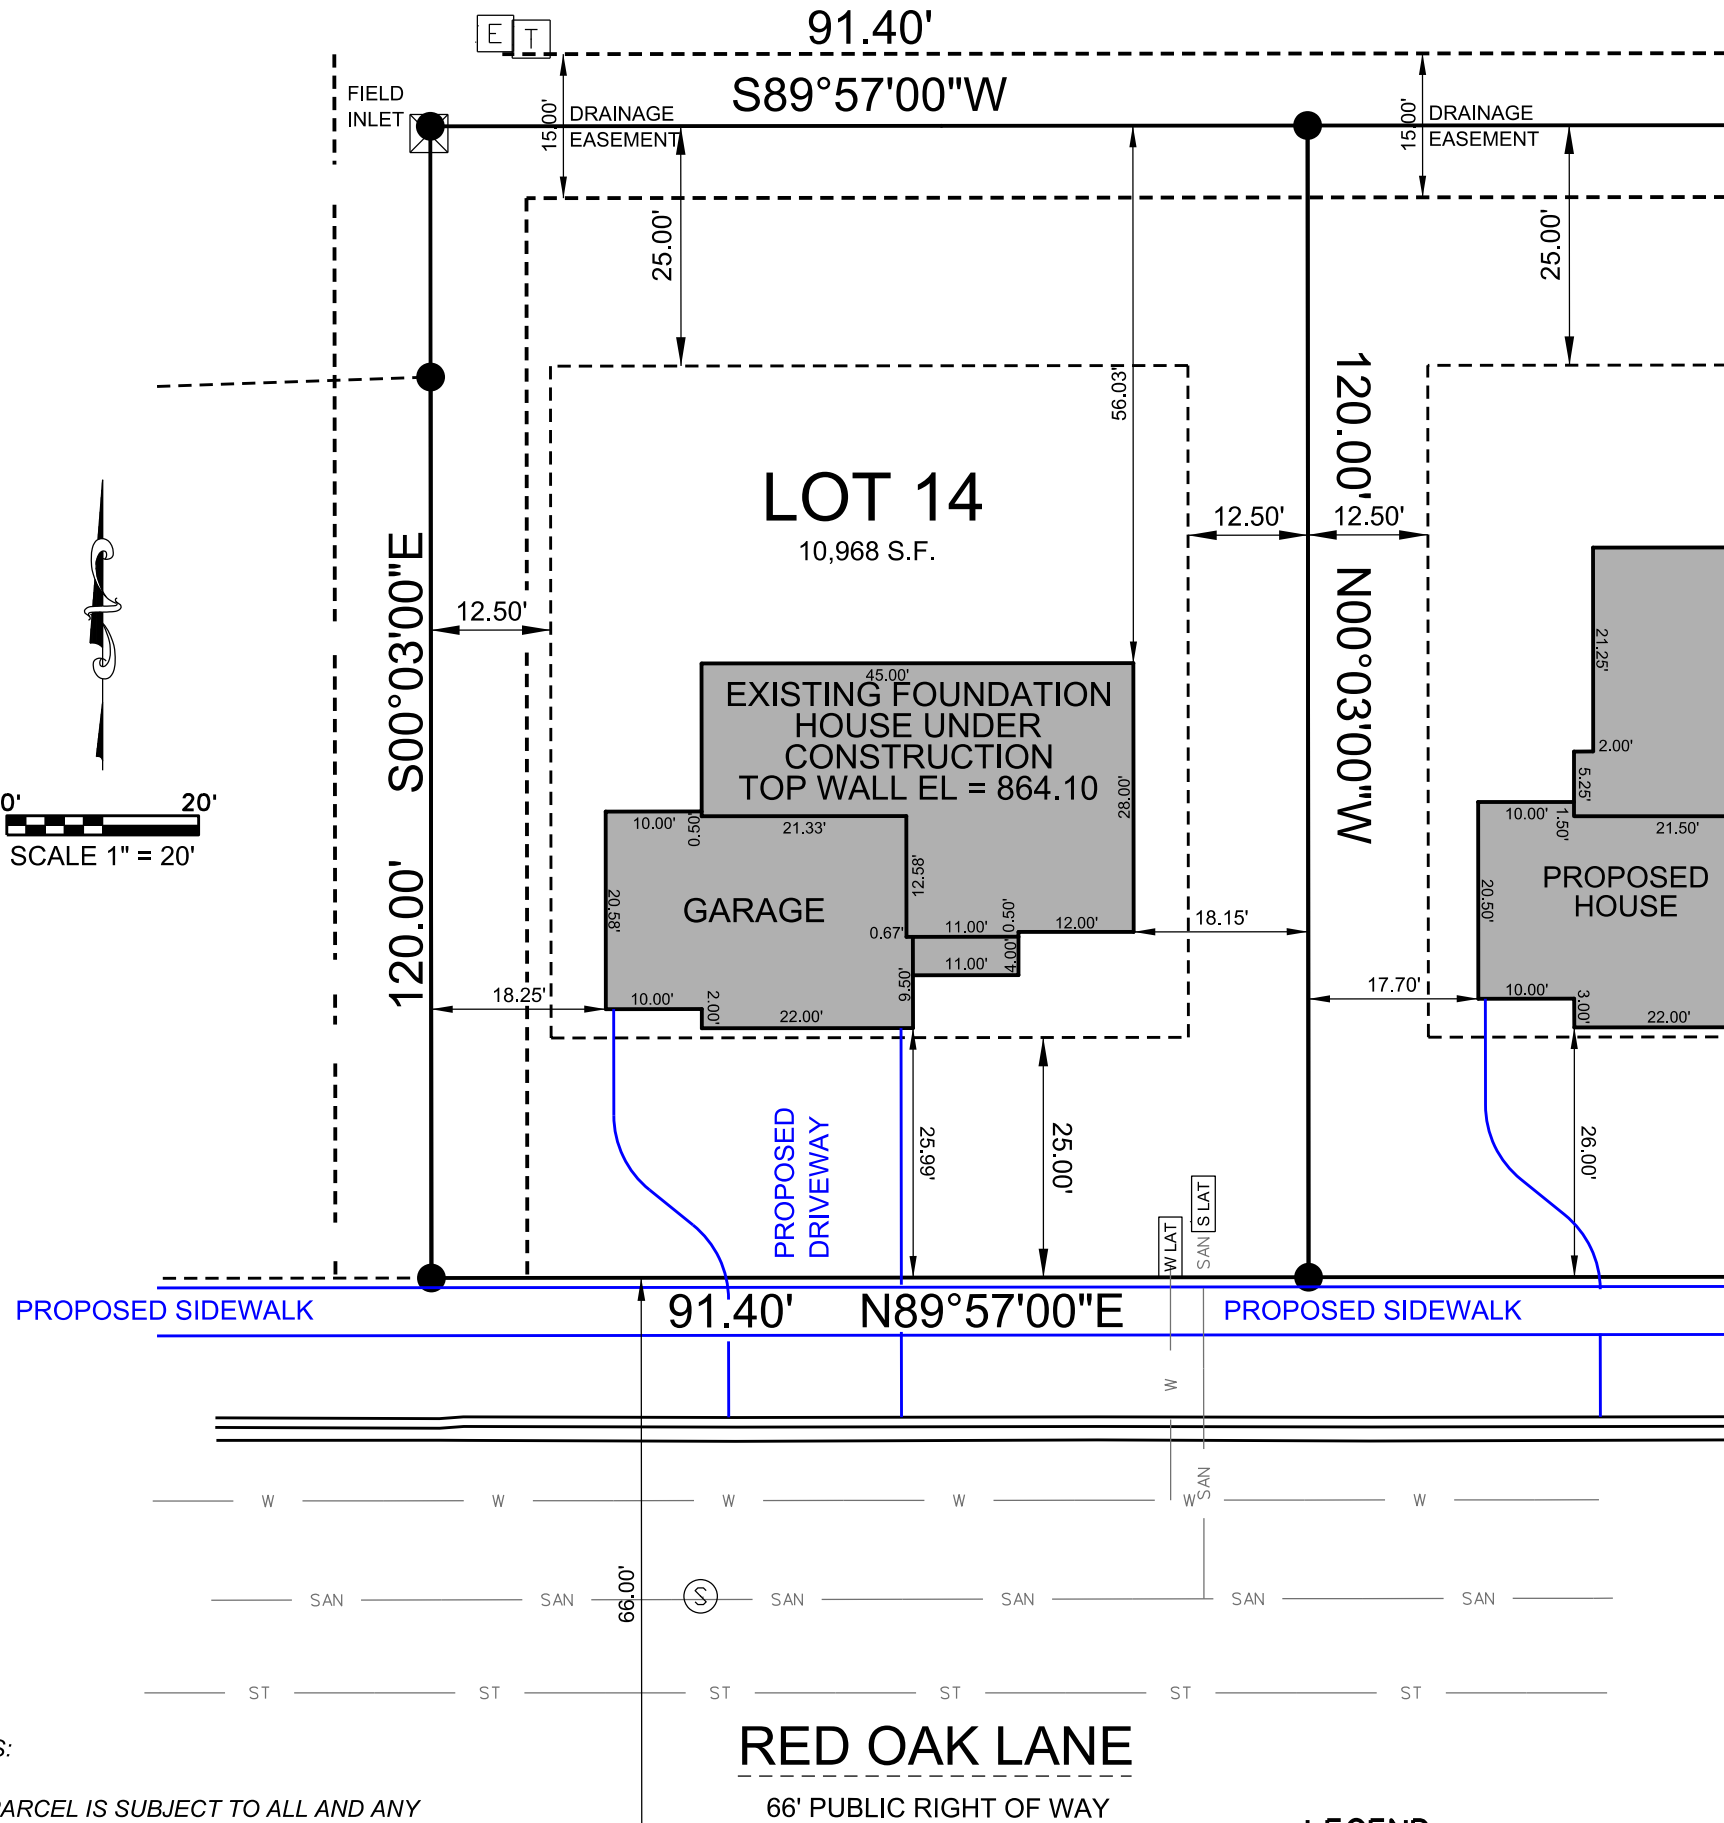 E T
91.40'
S89°57'00"W
FIELD
INLET
15.00'
DRAINAGE
EASEMENT
15.00'
DRAINAGE
EASEMENT
25.00'
25.00'
56.03'
120.00' N00°03'00"W
LOT 14
10,968 S.F.
12.50'
12.50'
12.50'
120.00' S00°03'00"E
0' 20'
SCALE 1" = 20'
45.00'
EXISTING FOUNDATION
HOUSE UNDER
CONSTRUCTION
TOP WALL EL = 864.10
28.00'
10.00'
0.50'
21.33'
12.58'
20.58'
GARAGE
0.67'
11.00'
0.50'
12.00'
18.15'
11.00'
4.00'
9.50'
18.25'
10.00'
2.00'
22.00'
21.25'
2.00'
5.25'
10.00'
1.50'
21.50'
PROPOSED
HOUSE
20.50'
17.70'
10.00'
3.00'
22.00'
PROPOSED
DRIVEWAY
25.99'
25.00'
26.00'
W LAT
S LAT
SAN
PROPOSED SIDEWALK
91.40' N89°57'00"E
PROPOSED SIDEWALK
W
SAN
W W W W W W
66.00'
SAN SAN S SAN SAN SAN SAN
ST ST ST ST ST ST
RED OAK LANE
66' PUBLIC RIGHT OF WAY
S:
PARCEL IS SUBJECT TO ALL AND ANY
LEGEND